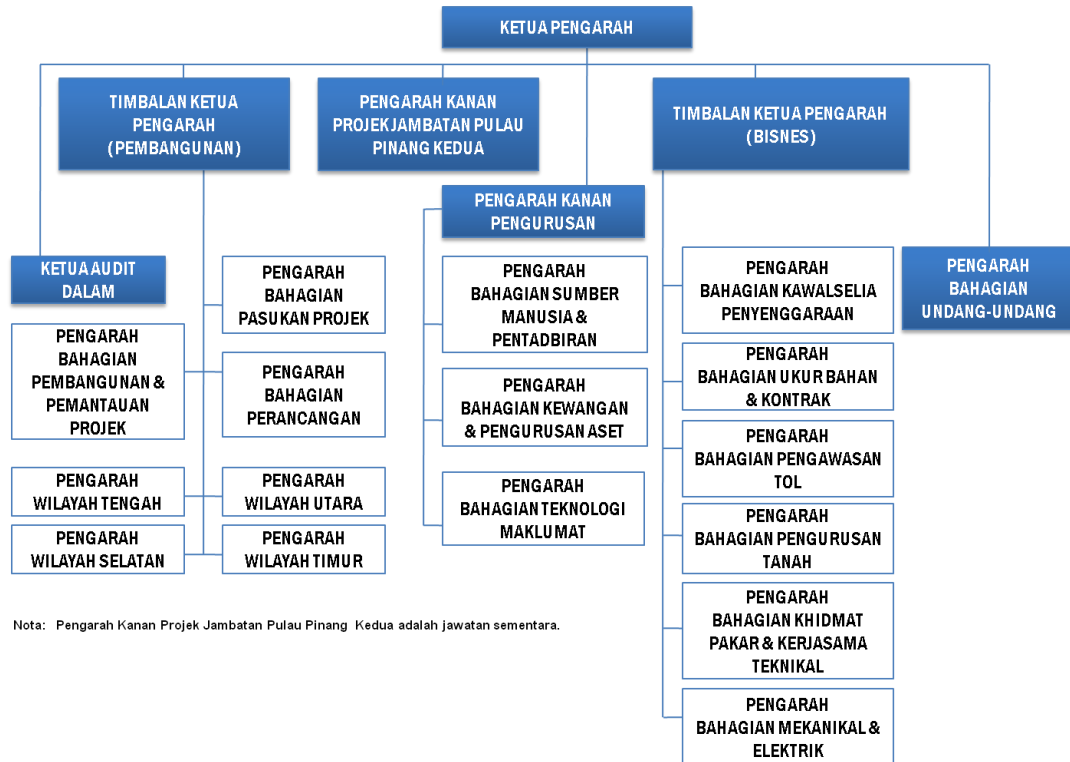 KETUA PENGARAH
TIMBALAN KETUA
PENGARAH
(PEMBANGUNAN)
PENGARAH KANAN
PROJEK JAMBATAN PULAU
PINANG KEDUA
TIMBALAN KETUA PENGARAH
(BISNES)
PENGARAH KANAN
PENGURUSAN
KETUA AUDIT
DALAM
PENGARAH
BAHAGIAN
UNDANG-UNDANG
PENGARAH
BAHAGIAN
PASUKAN PROJEK
PENGARAH
BAHAGIAN
PEMBANGUNAN &
PEMANTAUAN
PROJEK
PENGARAH
BAHAGIAN
PERANCANGAN
PENGARAH
WILAYAH TENGAH
PENGARAH
WILAYAH UTARA
PENGARAH
WILAYAH SELATAN
PENGARAH
WILAYAH TIMUR
PENGARAH
BAHAGIAN SUMBER
MANUSIA &
PENTADBIRAN
PENGARAH
BAHAGIAN KEWANGAN
& PENGURUSAN ASET
PENGARAH
BAHAGIAN TEKNOLOGI
MAKLUMAT
PENGARAH
BAHAGIAN KAWALSELIA
PENYENGGARAAN
PENGARAH
BAHAGIAN UKUR BAHAN
& KONTRAK
PENGARAH
BAHAGIAN PENGAWASAN
TOL
PENGARAH
BAHAGIAN PENGURUSAN
TANAH
PENGARAH
BAHAGIAN KHIDMAT
PAKAR & KERJASAMA
TEKNIKAL
PENGARAH
BAHAGIAN MEKANIKAL &
ELEKTRIK
Nota: Pengarah Kanan Projek Jambatan Pulau Pinang Kedua adalah jawatan sementara.